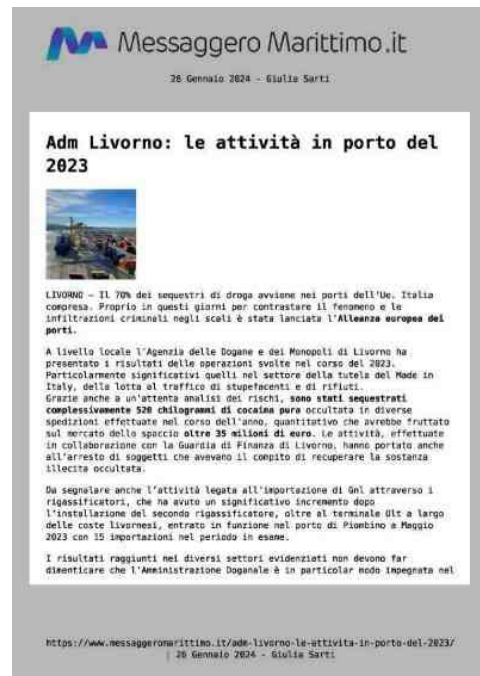 Messaggero Marittimo.it
26 Gennaio 2024 - Giulia Sarti
Adm Livorno: le attività in porto del
2023
LIVORNO – Il 70% dei sequestri di droga avviene nei porti dell'Ue. Italia
compresa. Proprio in questi giorni per contrastare il fenomeno e le
infiltrazioni criminali negli scali è stata lanciata l'Alleanza europea dei
porti.
A livello locale l'Agenzia delle Dogane e dei Monopoli di Livorno ha
presentato i risultati delle operazioni svolte nel corso del 2023.
Particolarmente significativi quelli nel settore della tutela del Made in
Italy, della lotta al traffico di stupefacenti e di rifiuti.
Grazie anche a un'attenta analisi dei rischi, sono stati sequestrati
complessivamente 520 chilogrammi di cocaina pura occultata in diverse
spedizioni effettuate nel corso dell'anno, quantitativo che avrebbe fruttato
sul mercato dello spaccio oltre 35 milioni di euro. Le attività, effettuate
in collaborazione con la Guardia di Finanza di Livorno, hanno portato anche
all'arresto di soggetti che avevano il compito di recuperare la sostanza
illecita occultata.
Da segnalare anche l'attività legata all'importazione di Gnl attraverso i
rigassificatori, che ha avuto un significativo incremento dopo
l'installazione del secondo rigassificatore, oltre al terminale Olt a largo
delle coste livornesi, entrato in funzione nel porto di Piombino a Maggio
2023 con 15 importazioni nel periodo in esame.
I risultati raggiunti nei diversi settori evidenziati non devono far
dimenticare che l'Amministrazione Doganale è in particolar modo impegnata nel
https://www.messaggeromarittimo.it/adm-livorno-le-attivita-in-porto-del-2023/
| 26 Gennaio 2024 - Giulia Sarti